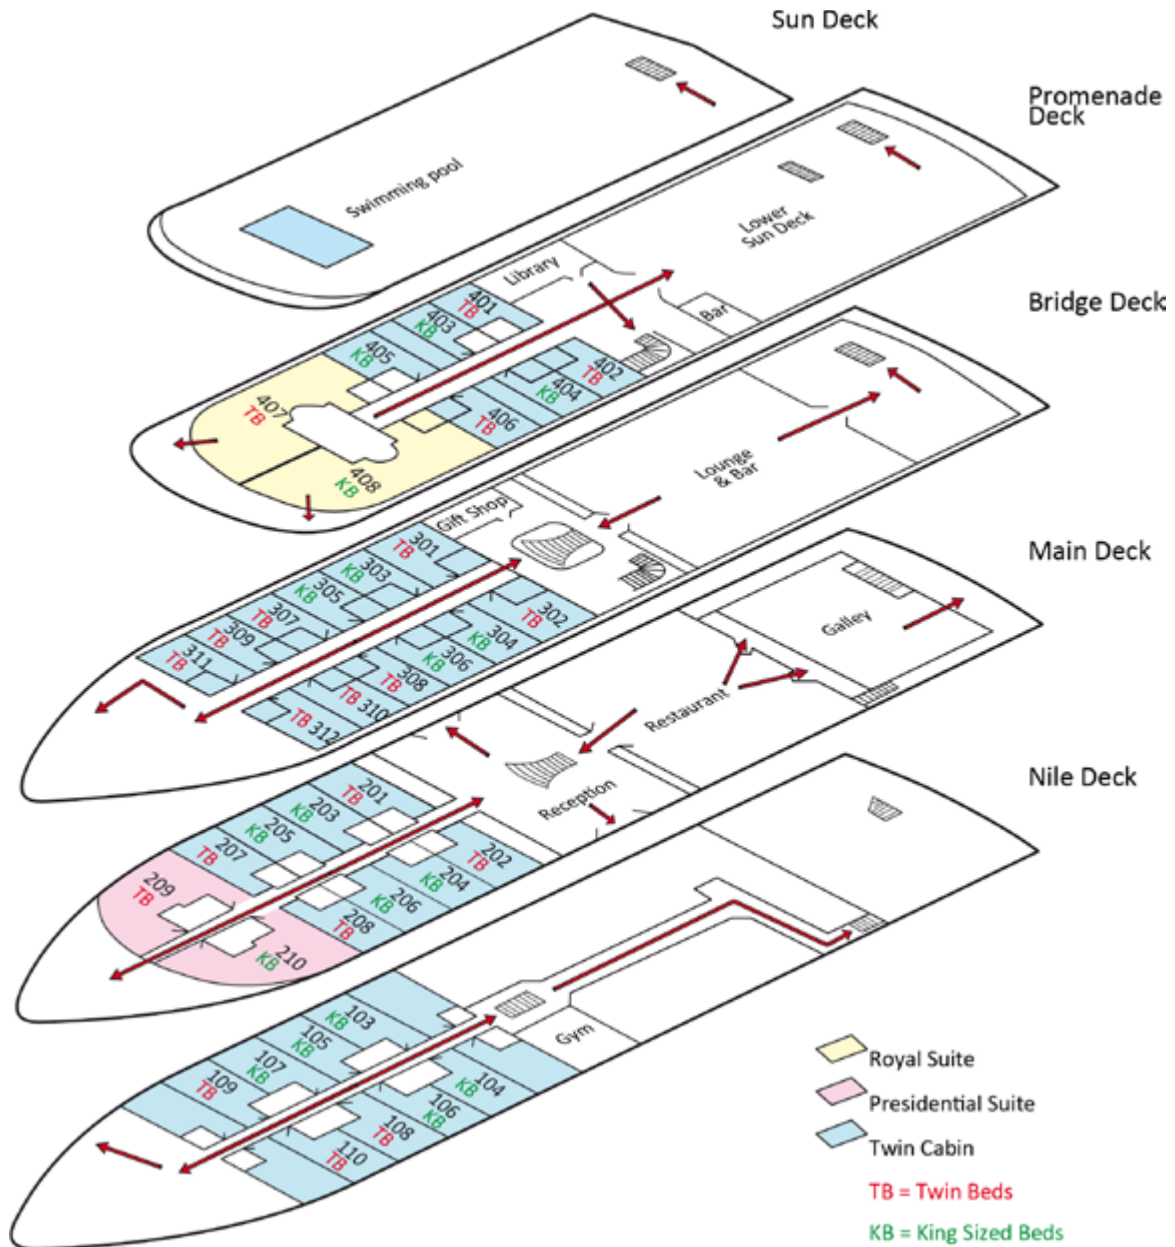 Sun Deck
Promenade
Deck
Swimming pool
Lower
Sun Deck
Library
Bar
401
TB
403
KB
405
KB
407
TB
402
TB
404
KB
406
TB
408
KB
Bridge Deck
Lounge
& Bar
Gift Shop
301
TB
303
KB
305
KB
307
TB
309
TB
311
TB
302
TB
304
KB
306
KB
308
TB
310
TB
312
TB
Main Deck
Galley
Restaurant
Reception
201
TB
203
KB
205
KB
207
TB
209
TB
202
TB
204
KB
206
KB
208
TB
210
KB
Nile Deck
Gym
103
KB
105
KB
107
KB
109
TB
104
KB
106
KB
108
TB
110
TB
Royal Suite
Presidential Suite
Twin Cabin
TB = Twin Beds
KB = King Sized Beds